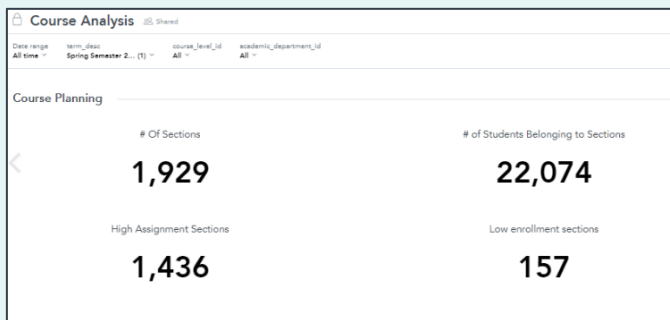 Course Analysis Shared
Date range term_desc course_level_id academic_department_id
All time Spring Semester 2... (1) All All
Course Planning
# Of Sections # of Students Belonging to Sections
1,929 22,074
High Assignment Sections Low enrollment sections
1,436 157